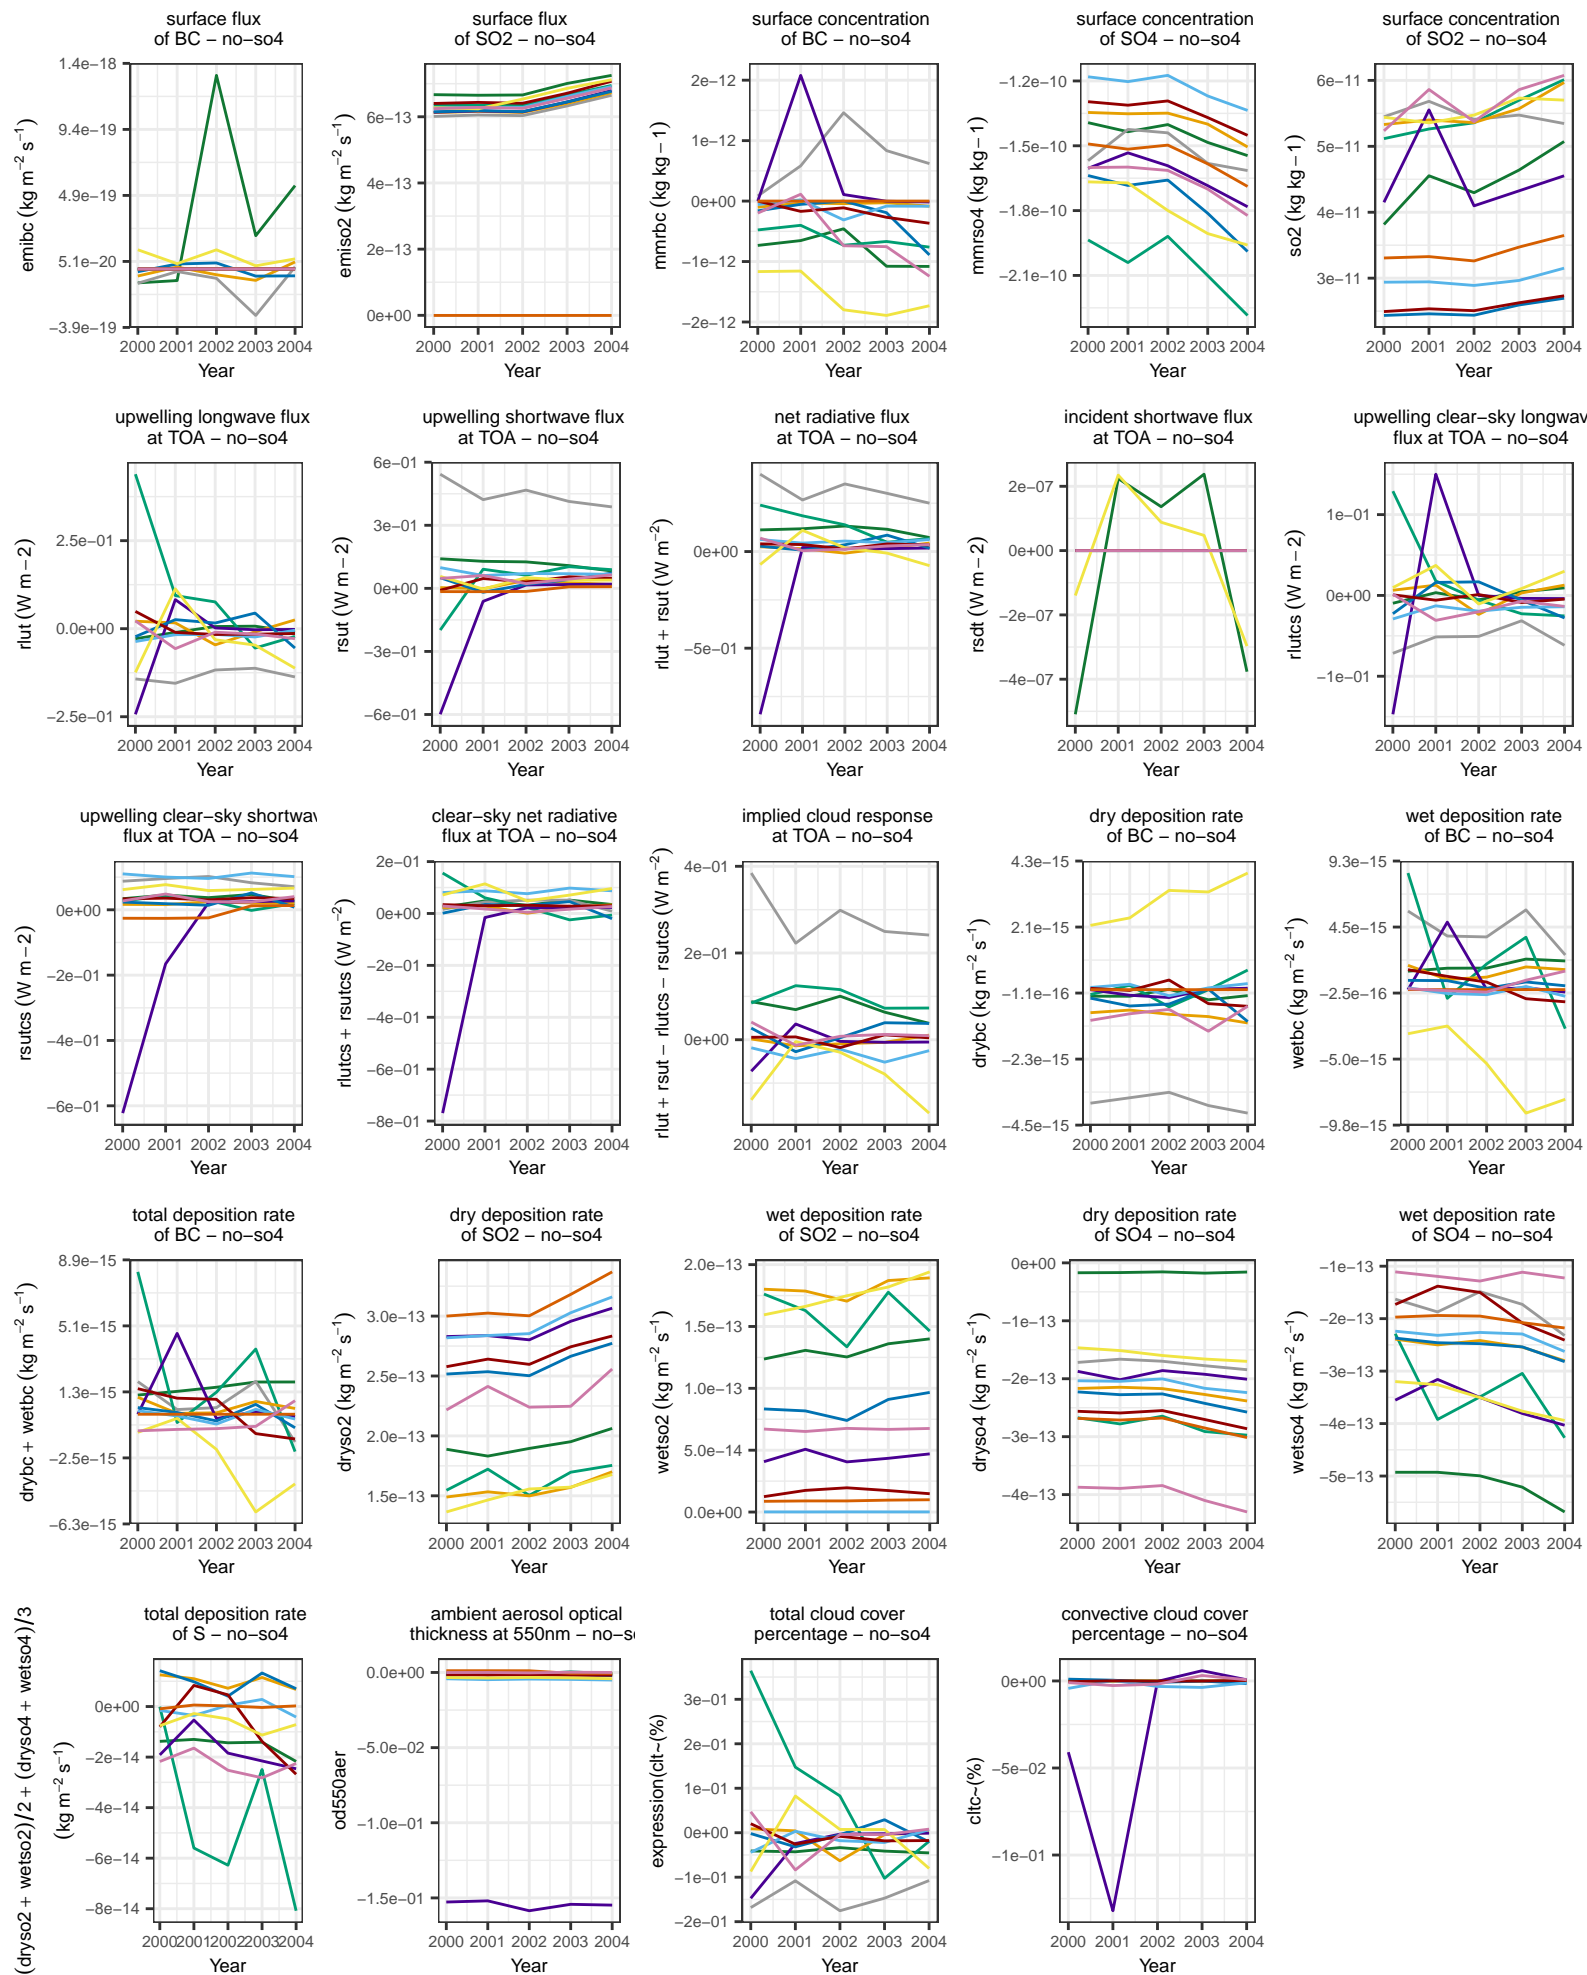 surface flux
of BC − no−so4
emibc (kg m−2 s−1)
1.4e−18
9.4e−19
4.9e−19
5.1e−20
−3.9e−19
2000 2001 2002 2003 2004
Year
surface flux
of SO2 − no−so4
emiso2 (kg m−2 s−1)
6e−13
4e−13
2e−13
0e+00
2000 2001 2002 2003 2004
Year
surface concentration
of BC − no−so4
mmrbc (kg kg−1)
2e−12
1e−12
0e+00
−1e−12
−2e−12
2000 2001 2002 2003 2004
Year
surface concentration
of SO4 − no−so4
mmrso4 (kg kg−1)
−1.2e−10
−1.5e−10
−1.8e−10
−2.1e−10
2000 2001 2002 2003 2004
Year
surface concentration
of SO2 − no−so4
so2 (kg kg−1)
6e−11
5e−11
4e−11
3e−11
2000 2001 2002 2003 2004
Year
upwelling longwave flux
at TOA − no−so4
rlut (W m−2)
2.5e−01
0.0e+00
−2.5e−01
2000 2001 2002 2003 2004
Year
upwelling shortwave flux
at TOA − no−so4
rsut (W m−2)
6e−01
3e−01
0e+00
−3e−01
−6e−01
2000 2001 2002 2003 2004
Year
net radiative flux
at TOA − no−so4
rlut + rsut (W m−2)
0e+00
−5e−01
2000 2001 2002 2003 2004
Year
incident shortwave flux
at TOA − no−so4
rsdt (W m−2)
2e−07
0e+00
−2e−07
−4e−07
2000 2001 2002 2003 2004
Year
upwelling clear−sky longwav
flux at TOA − no−so4
rlutcs (W m−2)
1e−01
0e+00
−1e−01
2000 2001 2002 2003 2004
Year
upwelling clear−sky shortwav
flux at TOA − no−so4
rsutcs (W m−2)
0e+00
−2e−01
−4e−01
−6e−01
2000 2001 2002 2003 2004
Year
clear−sky net radiative
flux at TOA − no−so4
rlutcs + rsutcs (W m−2)
2e−01
0e+00
−2e−01
−4e−01
−6e−01
−8e−01
2000 2001 2002 2003 2004
Year
implied cloud response
at TOA − no−so4
rlut + rsut − rlutcs − rsutcs (W m−2)
4e−01
2e−01
0e+00
2000 2001 2002 2003 2004
Year
dry deposition rate
of BC − no−so4
drybc (kg m−2 s−1)
4.3e−15
2.1e−15
−1.1e−16
−2.3e−15
−4.5e−15
2000 2001 2002 2003 2004
Year
wet deposition rate
of BC − no−so4
wetbc (kg m−2 s−1)
9.3e−15
4.5e−15
−2.5e−16
−5.0e−15
−9.8e−15
2000 2001 2002 2003 2004
Year
total deposition rate
of BC − no−so4
drybc + wetbc (kg m−2 s−1)
8.9e−15
5.1e−15
1.3e−15
−2.5e−15
−6.3e−15
2000 2001 2002 2003 2004
Year
dry deposition rate
of SO2 − no−so4
dryso2 (kg m−2 s−1)
3.0e−13
2.5e−13
2.0e−13
1.5e−13
2000 2001 2002 2003 2004
Year
wet deposition rate
of SO2 − no−so4
wetso2 (kg m−2 s−1)
2.0e−13
1.5e−13
1.0e−13
5.0e−14
0.0e+00
2000 2001 2002 2003 2004
Year
dry deposition rate
of SO4 − no−so4
dryso4 (kg m−2 s−1)
0e+00
−1e−13
−2e−13
−3e−13
−4e−13
2000 2001 2002 2003 2004
Year
wet deposition rate
of SO4 − no−so4
wetso4 (kg m−2 s−1)
−1e−13
−2e−13
−3e−13
−4e−13
−5e−13
2000 2001 2002 2003 2004
Year
total deposition rate
of S − no−so4
(dryso2 + wetso2)/2 + (dryso4 + wetso4)/3
(kg m−2 s−1)
0e+00
−2e−14
−4e−14
−6e−14
−8e−14
2000 2001 2002 2003 2004
Year
ambient aerosol optical
thickness at 550nm − no−s
od550aer
0.0e+00
−5.0e−02
−1.0e−01
−1.5e−01
2000 2001 2002 2003 2004
Year
total cloud cover
percentage − no−so4
expression(clt~(%)
3e−01
2e−01
1e−01
0e+00
−1e−01
−2e−01
2000 2001 2002 2003 2004
Year
convective cloud cover
percentage − no−so4
cltc~(%)
0e+00
−5e−02
−1e−01
2000 2001 2002 2003 2004
Year